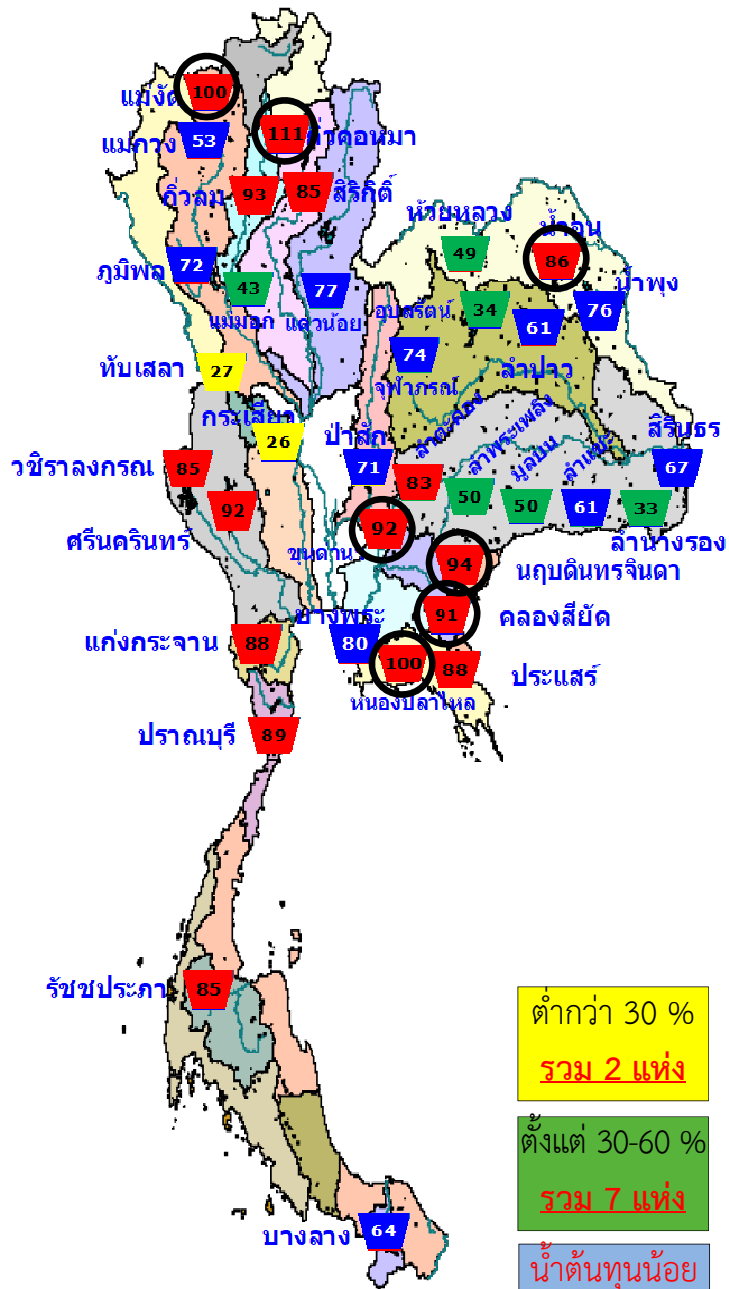 100
แม่งัด
แม่กวง
53
111
กิ่วคอหมา
กิ่วลม
93
85
สิริกิติ์
ห้วยหลวง
น้ำอูน
49
86
ภูมิพล
72
43
แม่มอก
77
แควน้อย
อุบลรัตน์
34
61
76
น้ำพุง
74
จุฬาภรณ์
ลำปาว
ทับเสลา
27
กระเสียว
26
ป่าสัก
71
ลำตะคอง
83
ลำพระเพลิง
50
มูลบน
50
ลำแชะ
61
สิรินธร
67
33
ลำนางรอง
วชิราลงกรณ
85
92
ศรีนครินทร์
92
ขุนด่าน
94
นฤบดินทรจินดา
บางพระ
80
91
คลองสียัด
แก่งกระจาน
88
100
หนองปลาไหล
88
ประแสร์
ปราณบุรี
89
รัชชประภา
85
บางลาง
64
ต่ำกว่า 30 %
รวม 2 แห่ง
ตั้งแต่ 30-60 %
รวม 7 แห่ง
น้ำต้นทุนน้อย